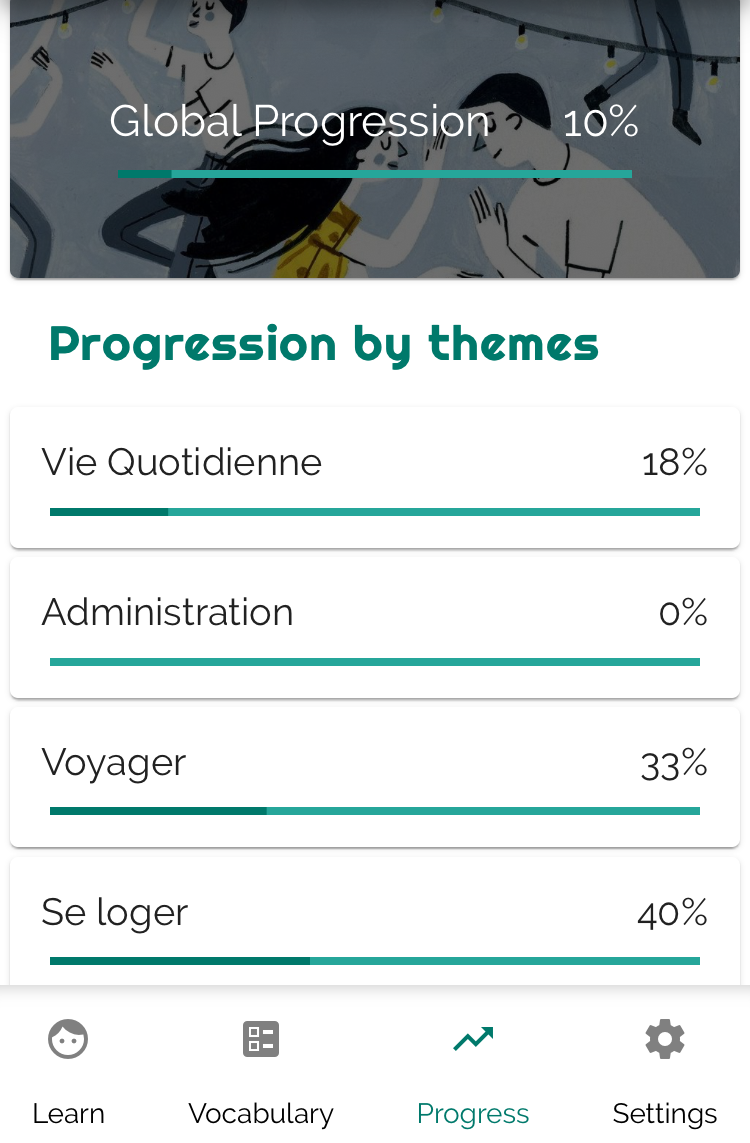 Global Progression 10%
Progression by themes
Vie Quotidienne 18%
Administration 0%
Voyager 33%
Se loger 40%
Learn Vocabulary Progress Settings